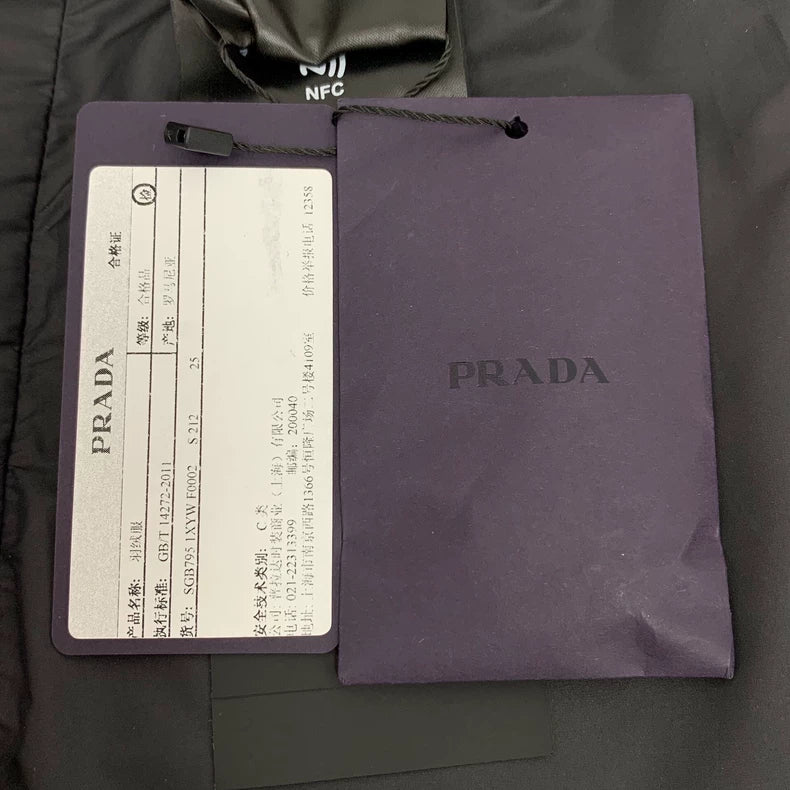 NFC
PRADA
合格证
产品名称: 羽绒服
等级: 合格品
检
执行标准: GB/T 14272-2011
产地: 罗马尼亚
货号: SGB795 1XYW F0002 S 212 25
安全技术类别: C 类
公司: 普拉达时装商业（上海）有限公司
电话: 021-22313399 邮编: 200040
地址: 上海市南京西路1366号恒隆广场二号楼4109室
价格举报电话 12358
PRADA